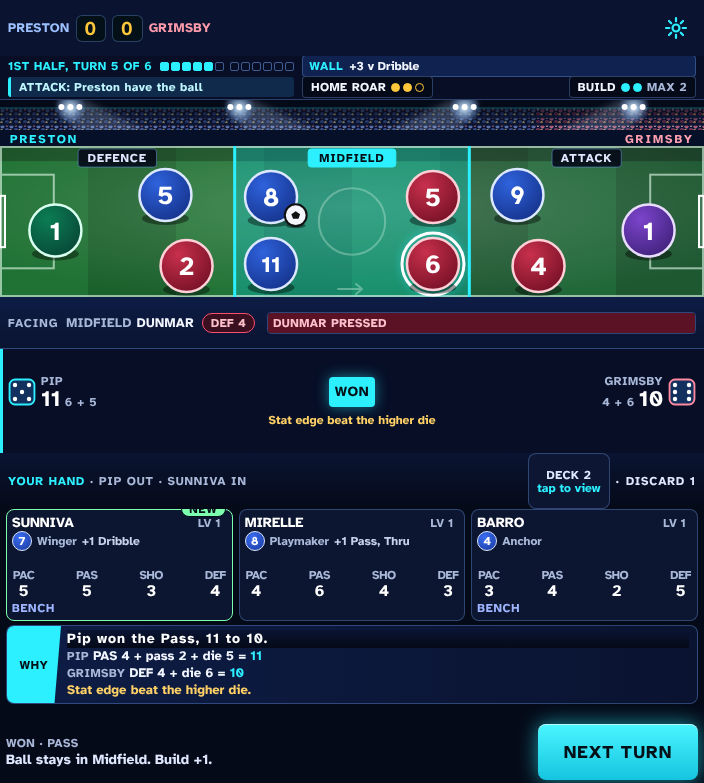 PRESTON 0 0 GRIMSBY
1ST HALF, TURN 5 OF 6
WALL +3 v Dribble
ATTACK: Preston have the ball
HOME ROAR
BUILD MAX 2
PRESTON GRIMSBY
DEFENCE MIDFIELD ATTACK
5 8 5 9
1 1
2 11 6 4
FACING MIDFIELD DUNMAR DEF 4 DUNMAR PRESSED
PIP
11 6 + 5
WON
GRIMSBY
4 + 6 10
Stat edge beat the higher die
YOUR HAND · PIP OUT · SUNNIVA IN
DECK 2
tap to view
· DISCARD 1
NEW
SUNNIVA LV 1
7 Winger +1 Dribble
PAC PAS SHO DEF
5 5 3 4
BENCH
MIRELLE LV 1
8 Playmaker +1 Pass, Thru
PAC PAS SHO DEF
4 6 4 3
BARRO LV 1
4 Anchor
PAC PAS SHO DEF
3 4 2 5
BENCH
WHY
Pip won the Pass, 11 to 10.
PIP PAS 4 + pass 2 + die 5 = 11
GRIMSBY DEF 4 + die 6 = 10
Stat edge beat the higher die.
WON · PASS
Ball stays in Midfield. Build +1.
NEXT TURN